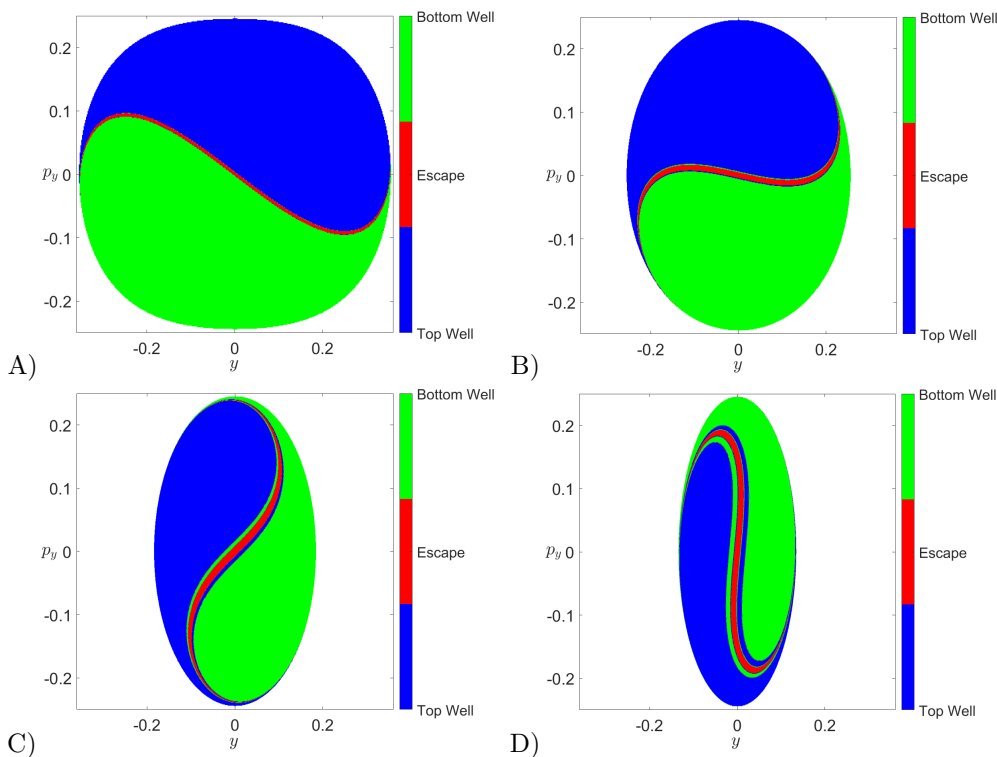 Bottom Well
0.2
0.1
p_y 0
Escape
-0.1
-0.2
Top Well
-0.2 0 0.2
y
A)
Bottom Well
0.2
0.1
p_y 0
Escape
-0.1
-0.2
Top Well
-0.2 0 0.2
y
B)
Bottom Well
0.2
0.1
p_y 0
Escape
-0.1
-0.2
Top Well
-0.2 0 0.2
y
C)
Bottom Well
0.2
0.1
p_y 0
Escape
-0.1
-0.2
Top Well
-0.2 0 0.2
y
D)